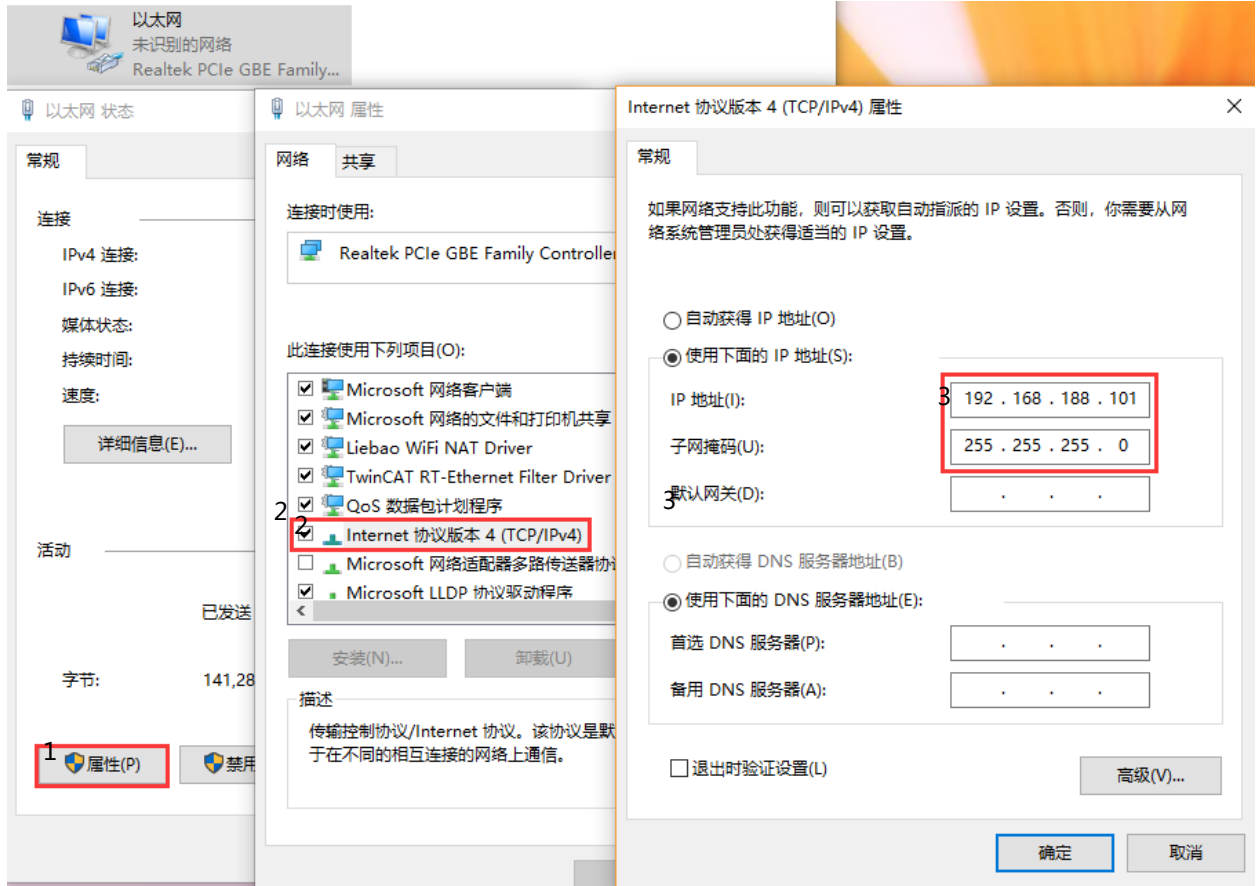 以太网
未识别的网络
Realtek PCIe GBE Family...
以太网 状态
常规
连接
IPv4 连接:
IPv6 连接:
媒体状态:
持续时间:
速度:
详细信息(E)...
活动
已发送
字节:
141,28
1
属性(P)
禁用
以太网 属性
网络
共享
连接时使用:
Realtek PCIe GBE Family Controller
此连接使用下列项目(O):
Microsoft 网络客户端
Microsoft 网络的文件和打印机共享
Liebao WiFi NAT Driver
TwinCAT RT-Ethernet Filter Driver
QoS 数据包计划程序
2
2
Internet 协议版本 4 (TCP/IPv4)
Microsoft 网络适配器多路传送器协议
Microsoft LLDP 协议驱动程序
安装(N)...
卸载(U)
描述
传输控制协议/Internet 协议。该协议是默
于在不同的相互连接的网络上通信。
Internet 协议版本 4 (TCP/IPv4) 属性
常规
如果网络支持此功能，则可以获取自动指派的 IP 设置。否则，你需要从网
络系统管理员处获得适当的 IP 设置。
自动获得 IP 地址(O)
使用下面的 IP 地址(S):
IP 地址(I):
3
192 . 168 . 188 . 101
子网掩码(U):
255 . 255 . 255 . 0
3
默认网关(D):
. . .
自动获得 DNS 服务器地址(B)
使用下面的 DNS 服务器地址(E):
首选 DNS 服务器(P):
. . .
备用 DNS 服务器(A):
. . .
退出时验证设置(L)
高级(V)...
确定
取消